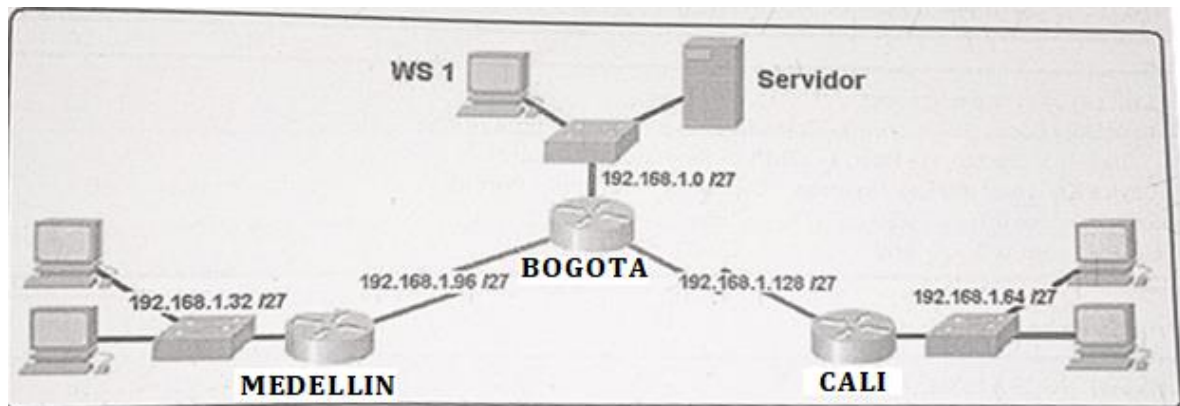 WS 1
Servidor
192.168.1.0 /27
BOGOTA
192.168.1.96 /27
192.168.1.128 /27
192.168.1.32 /27
192.168.1.64 /27
MEDELLIN
CALI